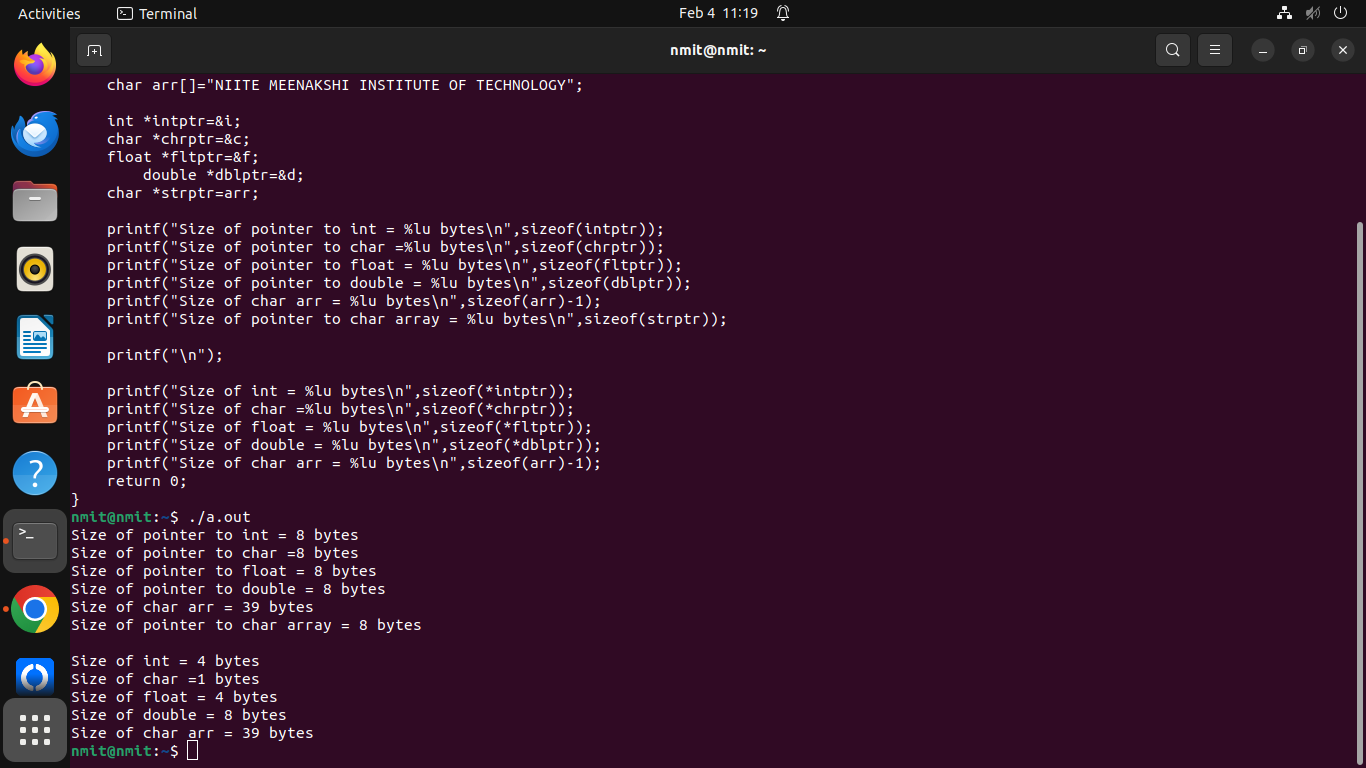 Activities
Terminal
Feb 4 11:19
nmit@nmit: ~
    char arr[]="NIITE MEENAKSHI INSTITUTE OF TECHNOLOGY";

    int *intptr=&i;
    char *chrptr=&c;
    float *fltptr=&f;
        double *dblptr=&d;
    char *strptr=arr;

    printf("Size of pointer to int = %lu bytes\n",sizeof(intptr));
    printf("Size of pointer to char =%lu bytes\n",sizeof(chrptr));
    printf("Size of pointer to float = %lu bytes\n",sizeof(fltptr));
    printf("Size of pointer to double = %lu bytes\n",sizeof(dblptr));
    printf("Size of char arr = %lu bytes\n",sizeof(arr)-1);
    printf("Size of pointer to char array = %lu bytes\n",sizeof(strptr));

    printf("\n");

    printf("Size of int = %lu bytes\n",sizeof(*intptr));
    printf("Size of char =%lu bytes\n",sizeof(*chrptr));
    printf("Size of float = %lu bytes\n",sizeof(*fltptr));
    printf("Size of double = %lu bytes\n",sizeof(*dblptr));
    printf("Size of char arr = %lu bytes\n",sizeof(arr)-1);
    return 0;
}
nmit@nmit:~$ ./a.out
Size of pointer to int = 8 bytes
Size of pointer to char =8 bytes
Size of pointer to float = 8 bytes
Size of pointer to double = 8 bytes
Size of char arr = 39 bytes
Size of pointer to char array = 8 bytes

Size of int = 4 bytes
Size of char =1 bytes
Size of float = 4 bytes
Size of double = 8 bytes
Size of char arr = 39 bytes
nmit@nmit:~$